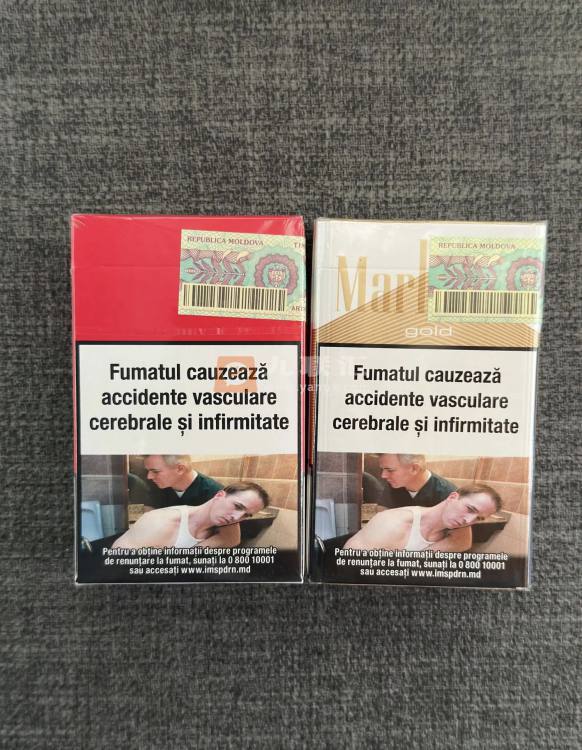 REPUBLICA MOLDOVA
Fumatul cauzează
accidente vasculare
cerebrale și infirmitate
Pentru a obține informații despre programele
de renunțare la fumat, sunați la 0 800 10001
sau accesați www.imspdrn.md
REPUBLICA MOLDOVA
gold
Fumatul cauzează
accidente vasculare
cerebrale și infirmitate
Pentru a obține informații despre programele
de renunțare la fumat, sunați la 0 800 10001
sau accesați www.imspdrn.md